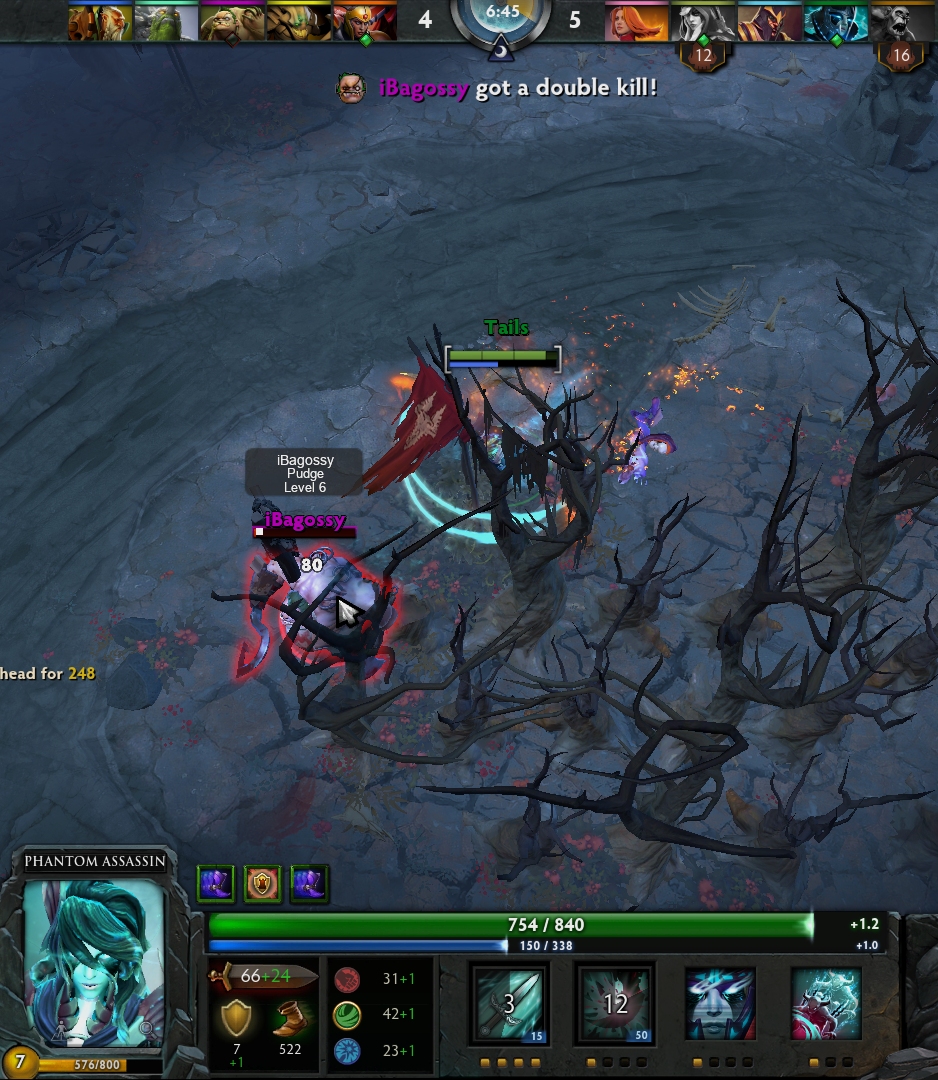 4
6:45
5
12
16
iBagossy got a double kill!
Tails
iBagossy
Pudge
Level 6
iBagossy
80
head for 248
PHANTOM ASSASSIN
754 / 840
+1.2
150 / 338
+1.0
66+24
31+1
42+1
23+1
7
+1
522
3
15
12
50
7
576/800